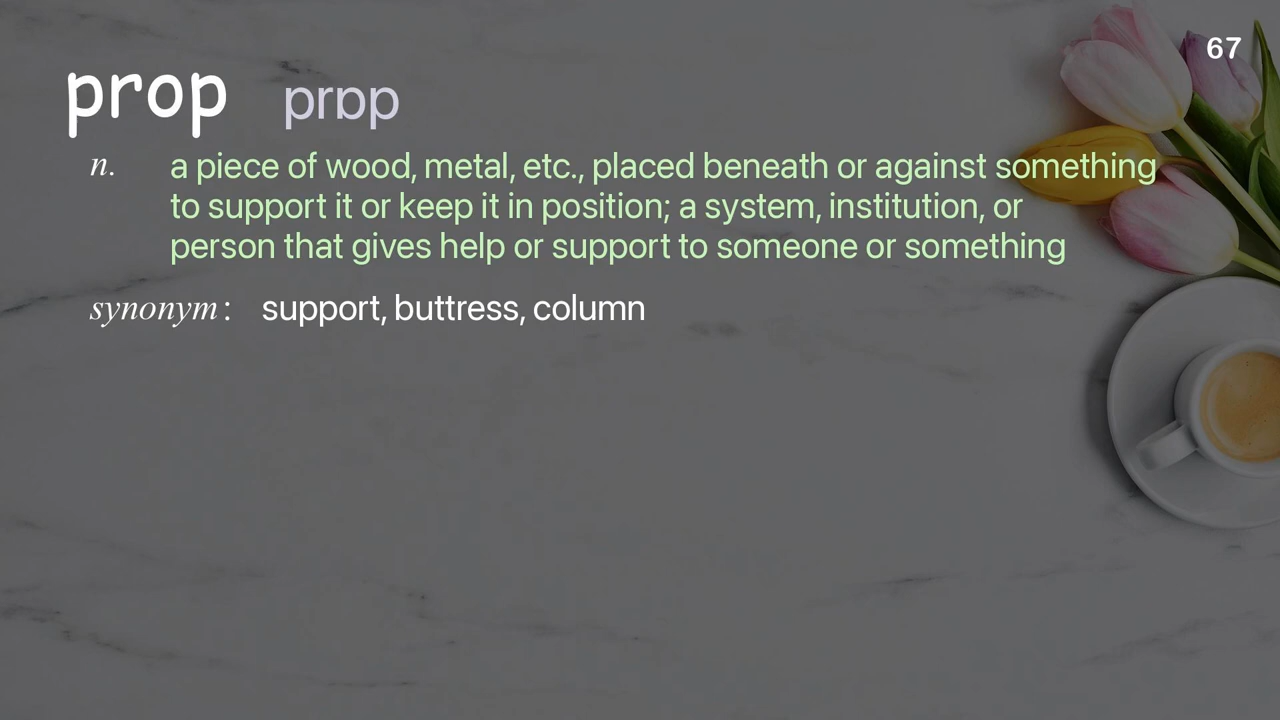 67
prop prɒp
n. a piece of wood, metal, etc., placed beneath or against something
to support it or keep it in position; a system, institution, or
person that gives help or support to someone or something
synonym : support, buttress, column